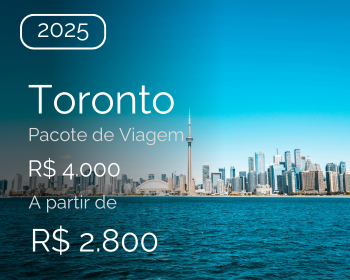 2025
Toronto
Pacote de Viagem
R$ 4.000
A partir de
R$ 2.800